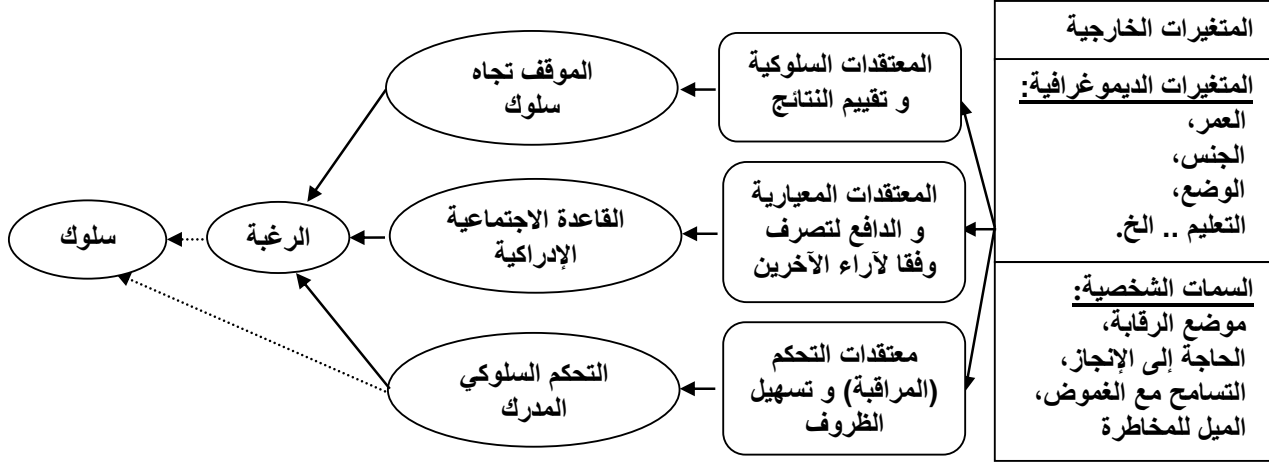 المتغيرات الخارجية
المتغيرات الديموغرافية:
العمر،
الجنس،
الوضع،
التعليم .. الخ.
السمات الشخصية:
موضع الرقابة،
الحاجة إلى الإنجاز،
التسامح مع الغموض،
الميل للمخاطرة
المعتقدات السلوكية
و تقييم النتائج
المعتقدات المعيارية
و الدافع لتصرف
وفقا لآراء الآخرين
معتقدات التحكم
(المراقبة) و تسهيل
الظروف
الموقف تجاه
سلوك
القاعدة الاجتماعية
الإدراكية
التحكم السلوكي
المدرك
الرغبة
سلوك